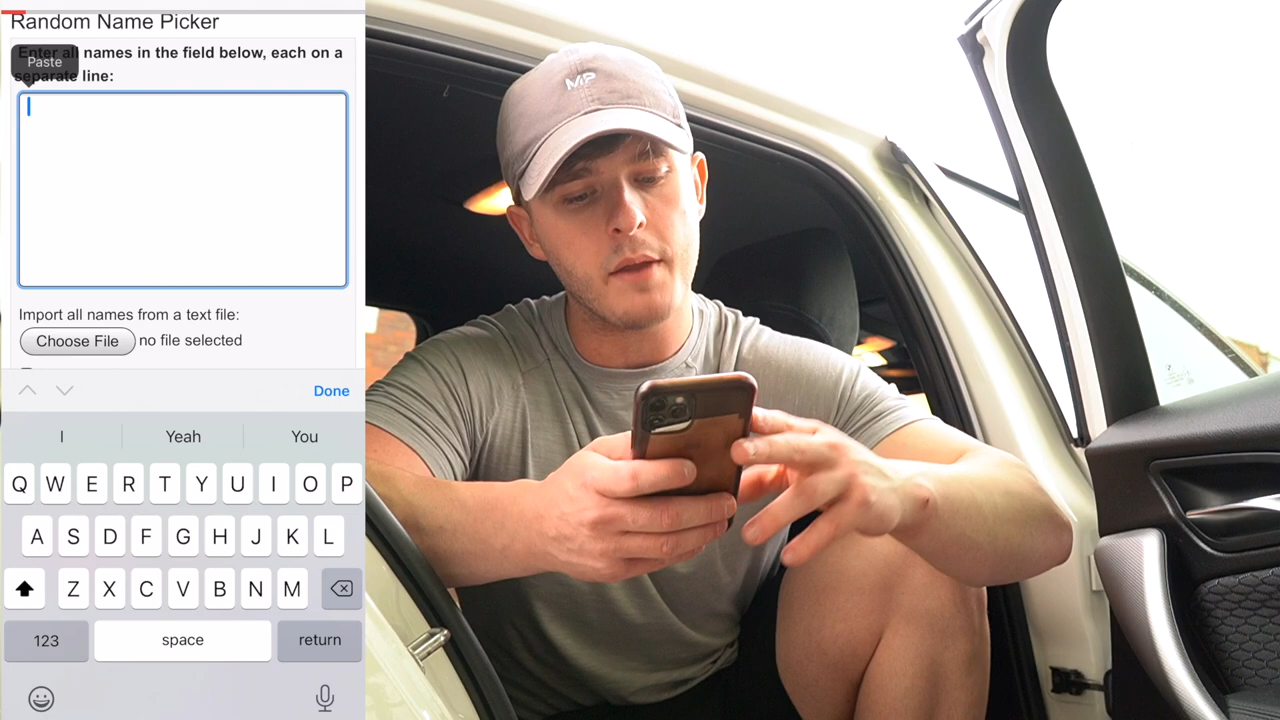 Random Name Picker
Enter all names in the field below, each on a
Paste
separate line:
Import all names from a text file:
Choose File no file selected
Done
I Yeah You
Q W E R T Y U I O P
A S D F G H J K L
Z X C V B N M
123 space return
MP